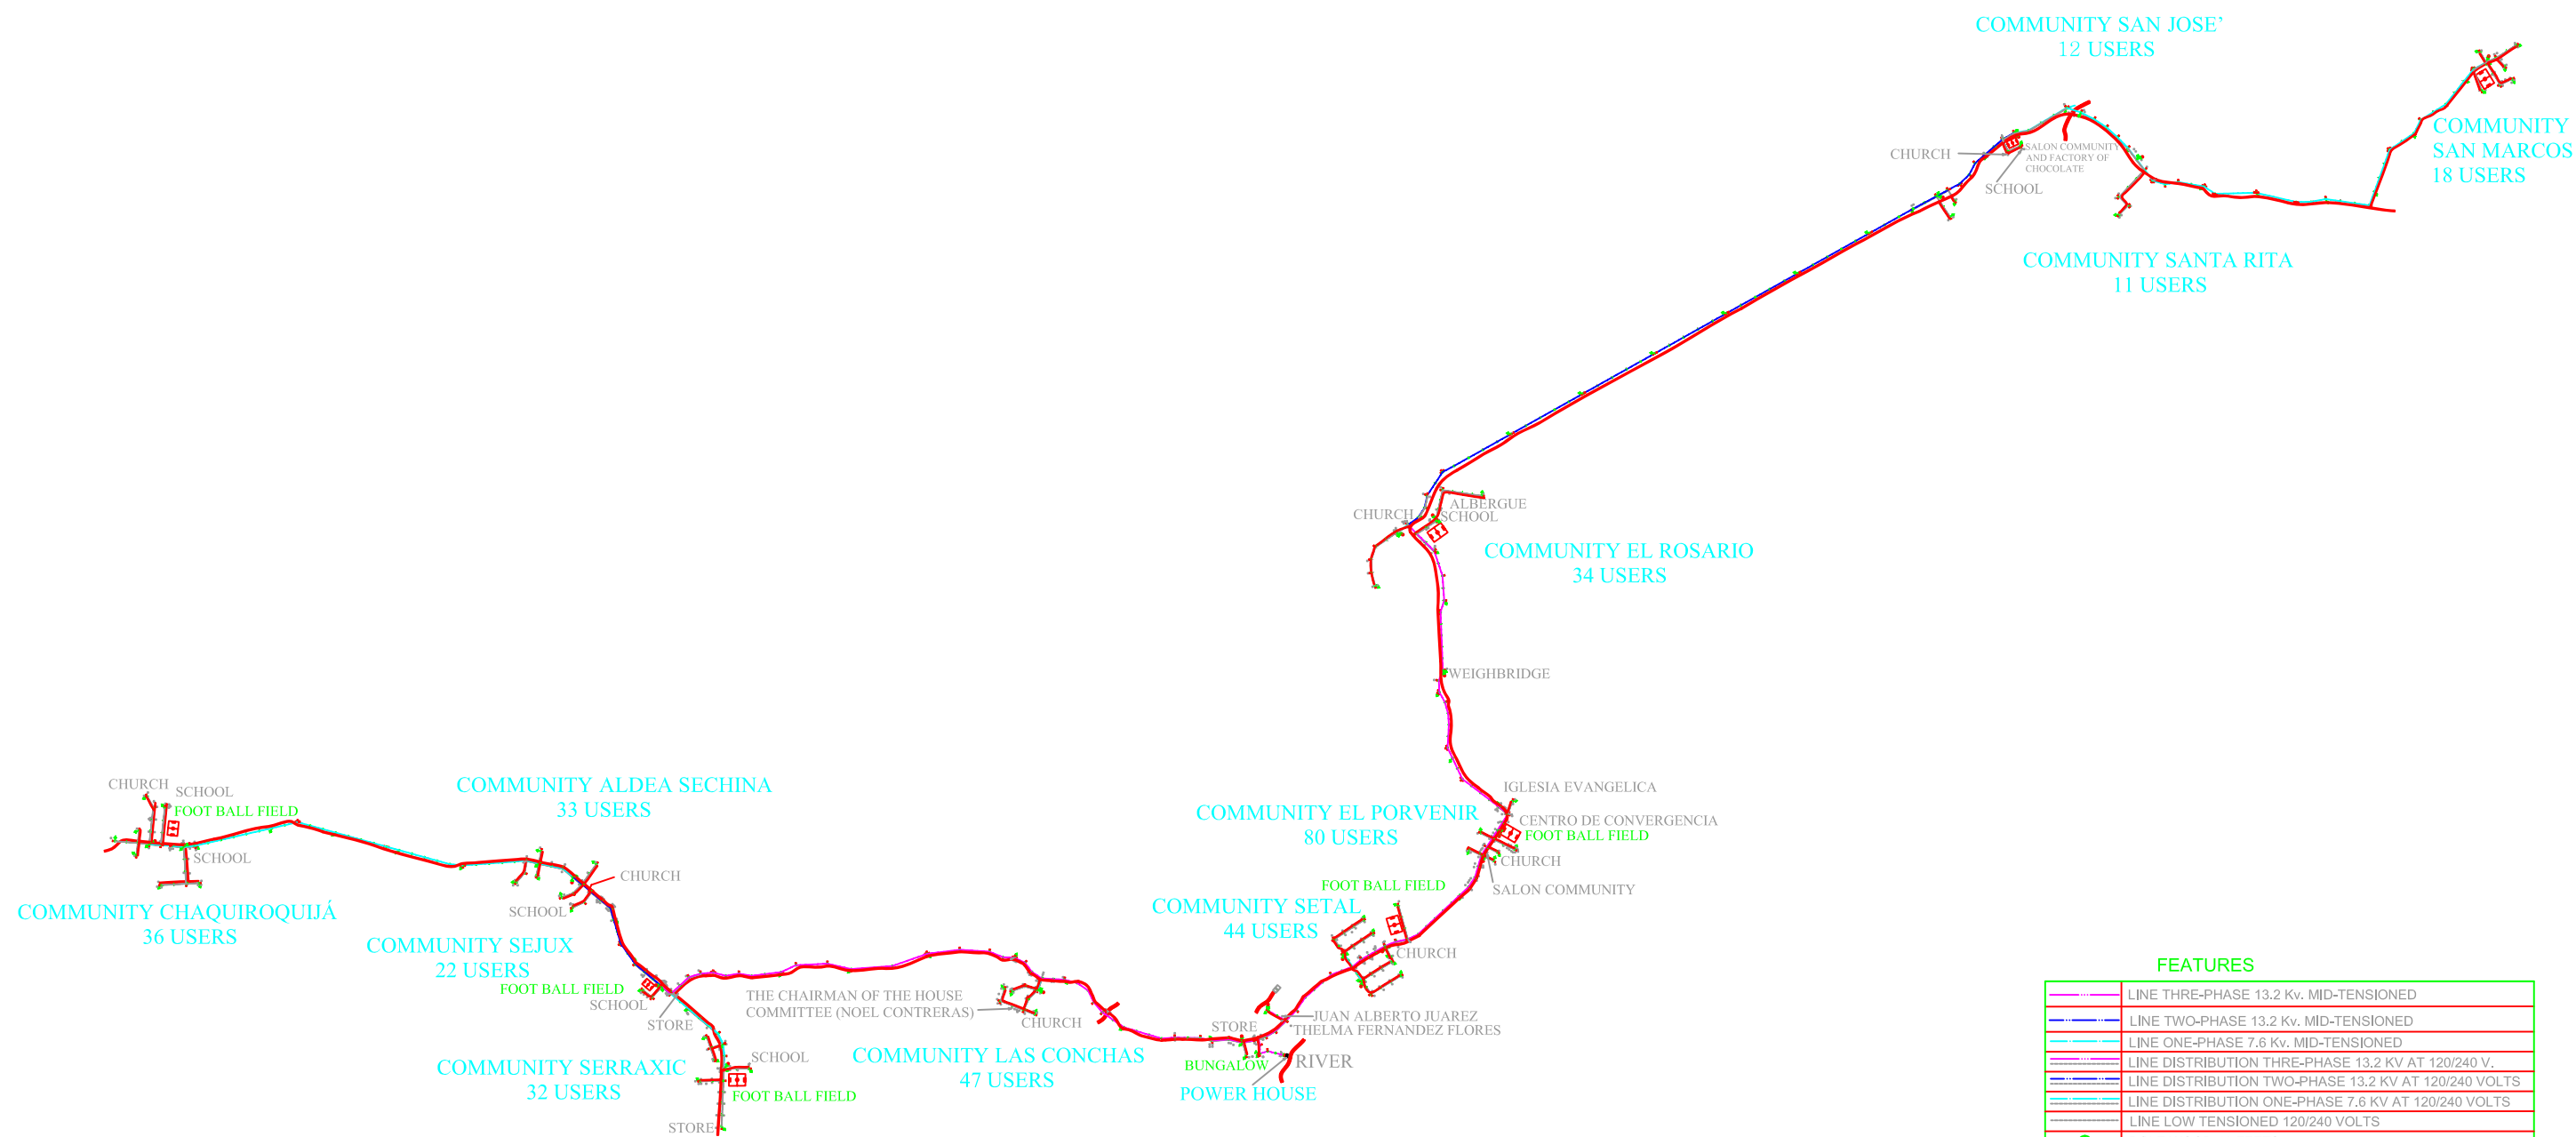 COMMUNITY SAN JOSE’
12 USERS
COMMUNITY
SAN MARCOS
18 USERS
CHURCH
SALON COMMUNITY
AND FACTORY OF
CHOCOLATE
SCHOOL
COMMUNITY SANTA RITA
11 USERS
ALBERGUE
CHURCH
SCHOOL
COMMUNITY EL ROSARIO
34 USERS
WEIGHBRIDGE
IGLESIA EVANGELICA
COMMUNITY EL PORVENIR
80 USERS
CENTRO DE CONVERGENCIA
FOOT BALL FIELD
CHURCH
SALON COMMUNITY
FOOT BALL FIELD
COMMUNITY SETAL
44 USERS
CHURCH
CHURCH
SCHOOL
FOOT BALL FIELD
SCHOOL
COMMUNITY CHAQUIROQUIJÁ
36 USERS
COMMUNITY ALDEA SECHINA
33 USERS
CHURCH
SCHOOL
COMMUNITY SEJUX
22 USERS
FOOT BALL FIELD
SCHOOL
STORE
THE CHAIRMAN OF THE HOUSE
COMMITTEE (NOEL CONTRERAS)
CHURCH
COMMUNITY LAS CONCHAS
47 USERS
COMMUNITY SERRAXIC
32 USERS
SCHOOL
FOOT BALL FIELD
STORE
STORE
JUAN ALBERTO JUAREZ
THELMA FERNANDEZ FLORES
BUNGALOW
RIVER
POWER HOUSE
FEATURES
LINE THRE-PHASE 13.2 Kv. MID-TENSIONED
LINE TWO-PHASE 13.2 Kv. MID-TENSIONED
LINE ONE-PHASE 7.6 Kv. MID-TENSIONED
LINE DISTRIBUTION THRE-PHASE 13.2 KV AT 120/240 V.
LINE DISTRIBUTION TWO-PHASE 13.2 KV AT 120/240 VOLTS
LINE DISTRIBUTION ONE-PHASE 7.6 KV AT 120/240 VOLTS
LINE LOW TENSIONED 120/240 VOLTS